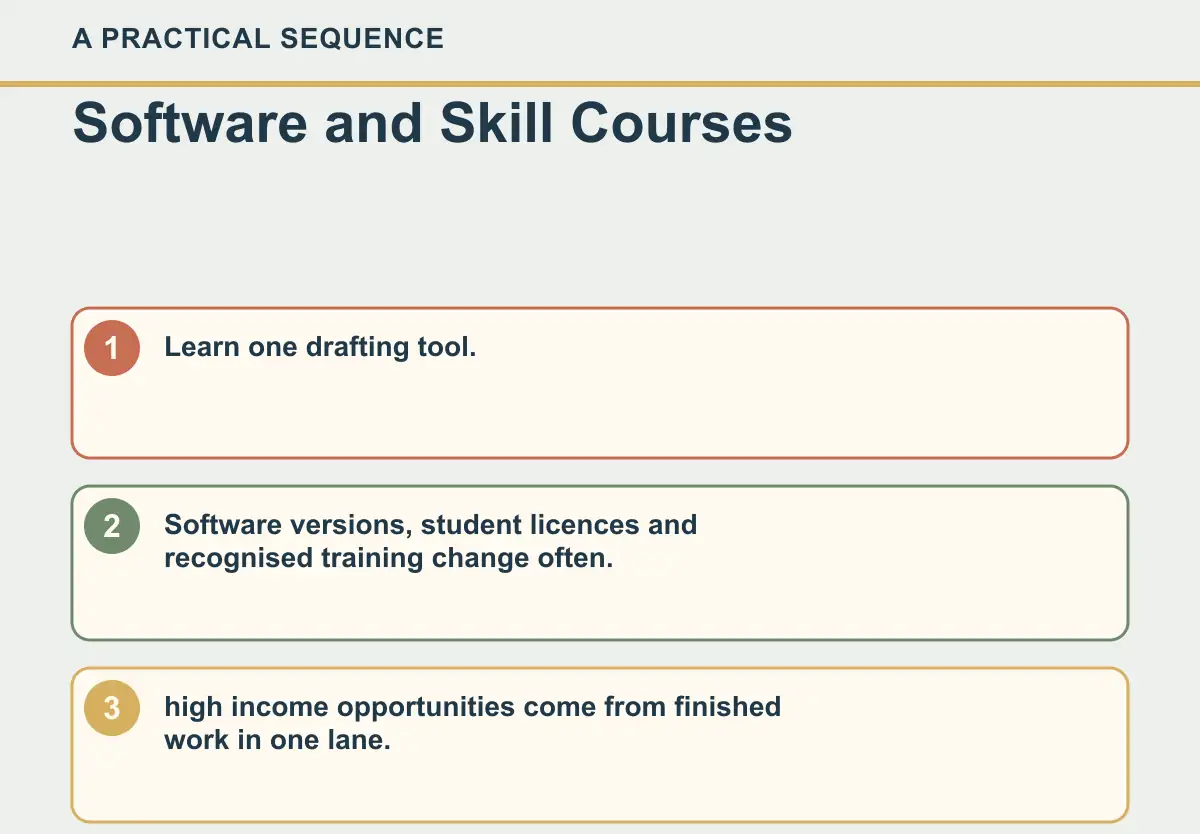 A PRACTICAL SEQUENCE
Software and Skill Courses
1 Learn one drafting tool.
2 Software versions, student licences and
recognised training change often.
3 high income opportunities come from finished
work in one lane.